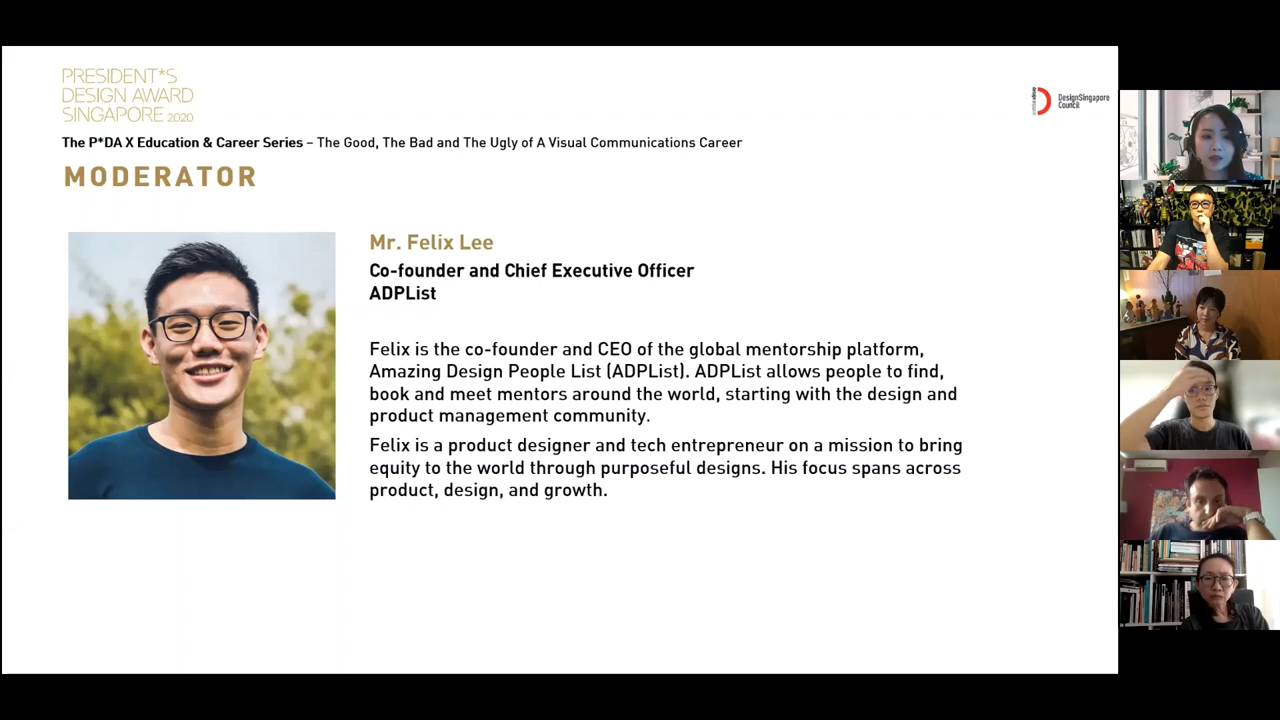 PRESIDENT*S
DESIGN AWARD
SINGAPORE 2020
DesignSingapore
Council
The P*DA X Education & Career Series – The Good, The Bad and The Ugly of A Visual Communications Career
MODERATOR
Mr. Felix Lee
Co-founder and Chief Executive Officer
ADPList
Felix is the co-founder and CEO of the global mentorship platform,
Amazing Design People List (ADPList). ADPList allows people to find,
book and meet mentors around the world, starting with the design and
product management community.
Felix is a product designer and tech entrepreneur on a mission to bring
equity to the world through purposeful designs. His focus spans across
product, design, and growth.